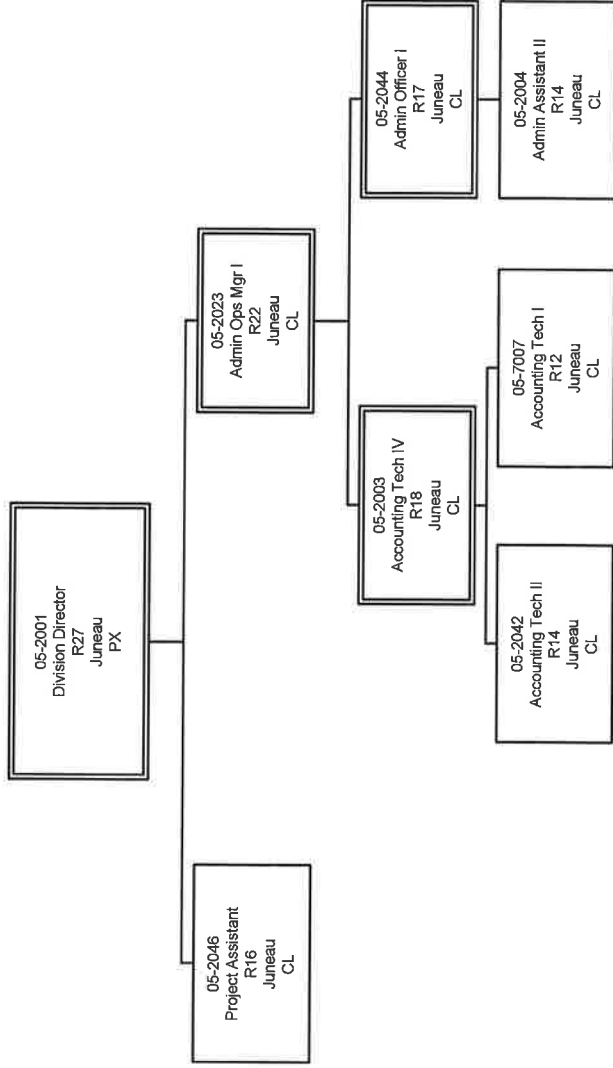 05-2001
Division Director
R27
Juneau
PX
05-2046
Project Assistant
R16
Juneau
CL
05-2023
Admin Ops Mgr I
R22
Juneau
CL
05-2003
Accounting Tech IV
R18
Juneau
CL
05-2044
Admin Officer I
R17
Juneau
CL
05-2042
Accounting Tech II
R14
Juneau
CL
05-7007
Accounting Tech I
R12
Juneau
CL
05-2004
Admin Assistant II
R14
Juneau
CL